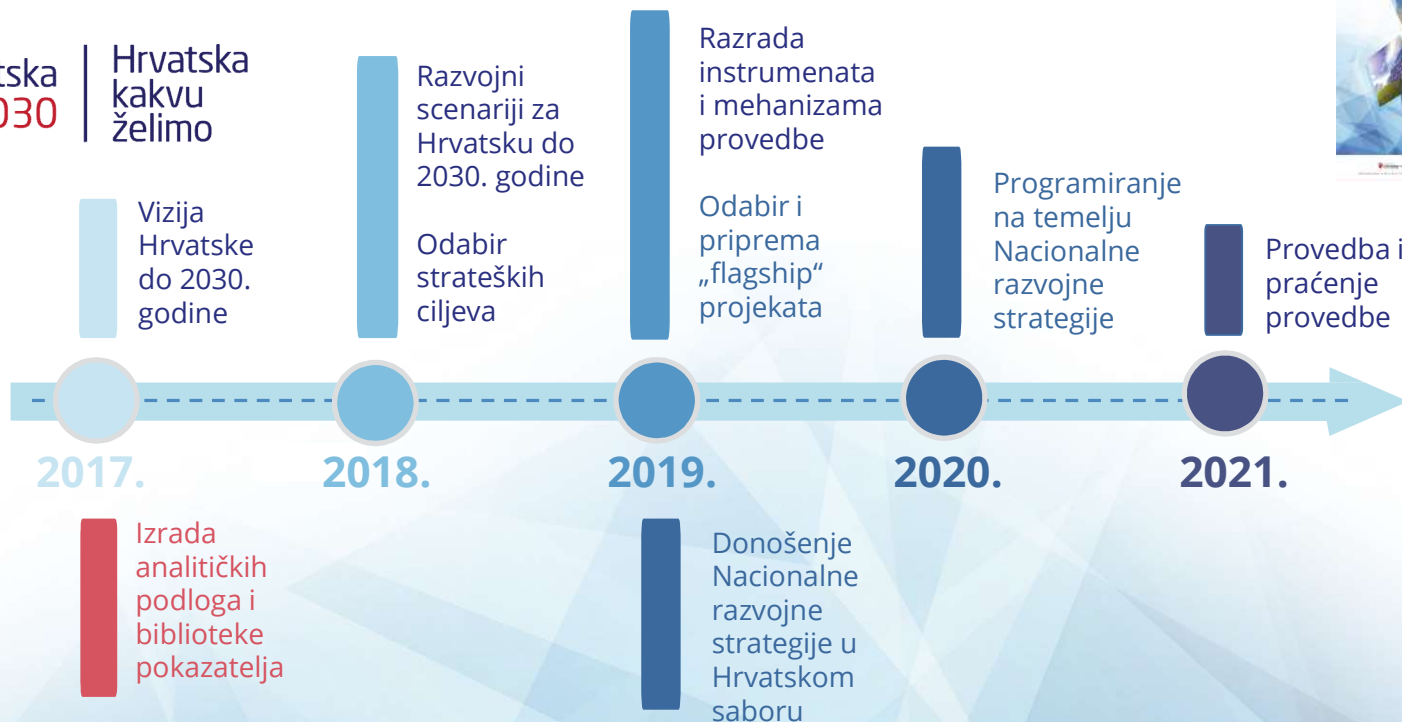 Hrvatska
kakvu
želimo
Vizija
Hrvatske
do 2030.
godine
Razvojni
scenariji za
Hrvatsku do
2030. godine
Odabir
strateških
ciljeva
Razrada
instrumenata
i mehanizama
provedbe
Odabir i
priprema
„flagship“
projekata
Programiranje
na temelju
Nacionalne
razvojne
strategije
Provedba i
praćenje
provedbe
2017.
2018.
2019.
2020.
2021.
Izrada
analitičkih
podloga i
biblioteke
pokazatelja
Donošenje
Nacionalne
razvojne
strategije u
Hrvatskom
saboru